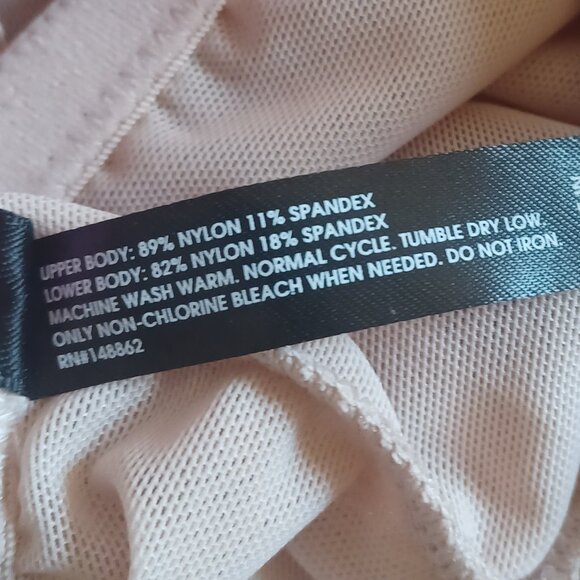 UPPER BODY: 89% NYLON 11% SPANDEX
LOWER BODY: 82% NYLON 18% SPANDEX
MACHINE WASH WARM. NORMAL CYCLE. TUMBLE DRY LOW.
ONLY NON-CHLORINE BLEACH WHEN NEEDED. DO NOT IRON.
RN#148862